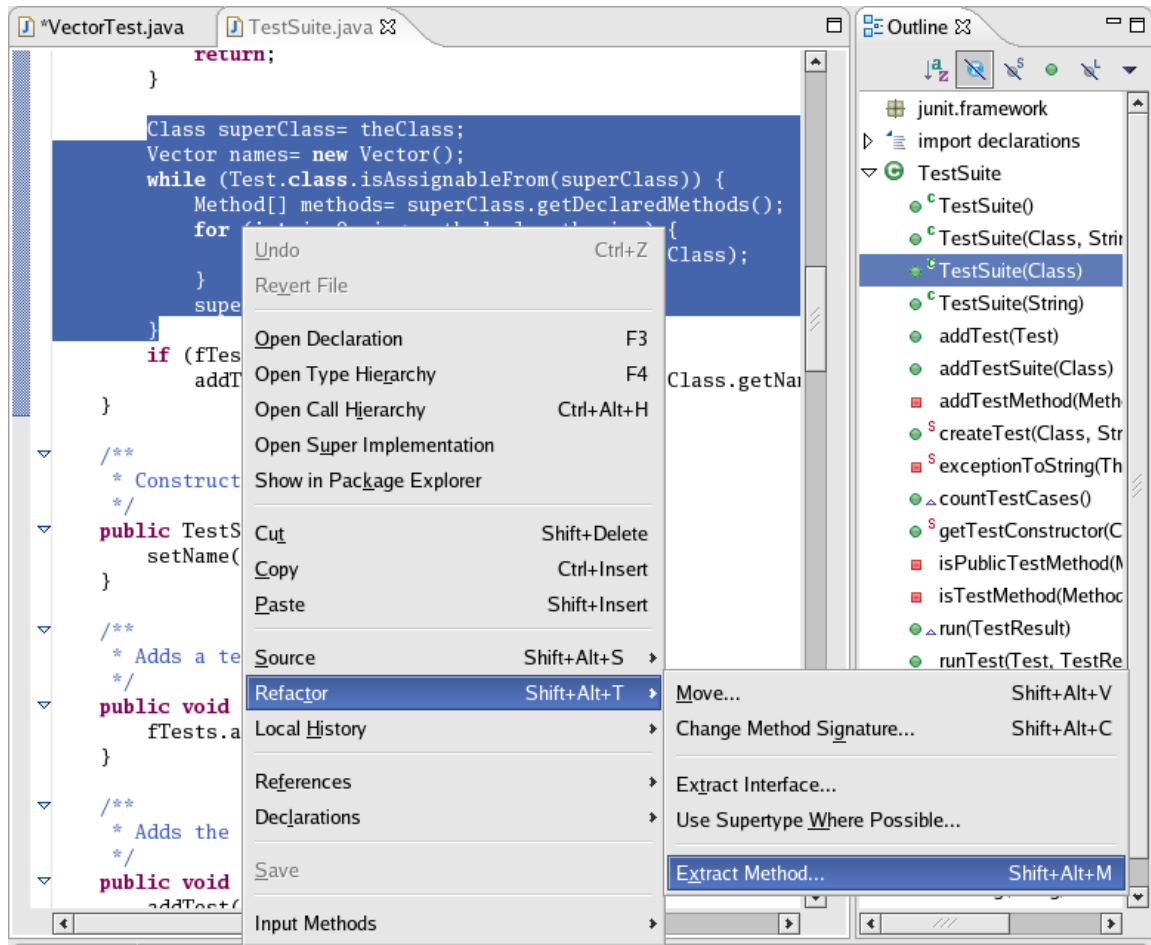 *VectorTest.java
TestSuite.java
return;
}
Class superClass= theClass;
Vector names= new Vector();
while (Test.class.isAssignableFrom(superClass)) {
Method[] methods= superClass.getDeclaredMethods();
for {
Class);
}
supe
}
if (fTes
addT Class.getNa
}
/**
* Construct
*/
public TestS
setName(
}
/**
* Adds a te
*/
public void
fTests.a
}
/**
* Adds the
*/
public void
addTest(
Undo Ctrl+Z
Revert File
Open Declaration F3
Open Type Hierarchy F4
Open Call Hierarchy Ctrl+Alt+H
Open Super Implementation
Show in Package Explorer
Cut Shift+Delete
Copy Ctrl+Insert
Paste Shift+Insert
Source Shift+Alt+S
Refactor Shift+Alt+T
Local History
References
Declarations
Save
Input Methods
Move... Shift+Alt+V
Change Method Signature... Shift+Alt+C
Extract Interface...
Use Supertype Where Possible...
Extract Method... Shift+Alt+M
Outline
junit.framework
import declarations
TestSuite
TestSuite()
TestSuite(Class, Strin
TestSuite(Class)
TestSuite(String)
addTest(Test)
addTestSuite(Class)
addTestMethod(Meth
createTest(Class, Str
exceptionToString(Th
countTestCases()
getTestConstructor(C
isPublicTestMethod(M
isTestMethod(Method
run(TestResult)
runTest(Test, TestRe